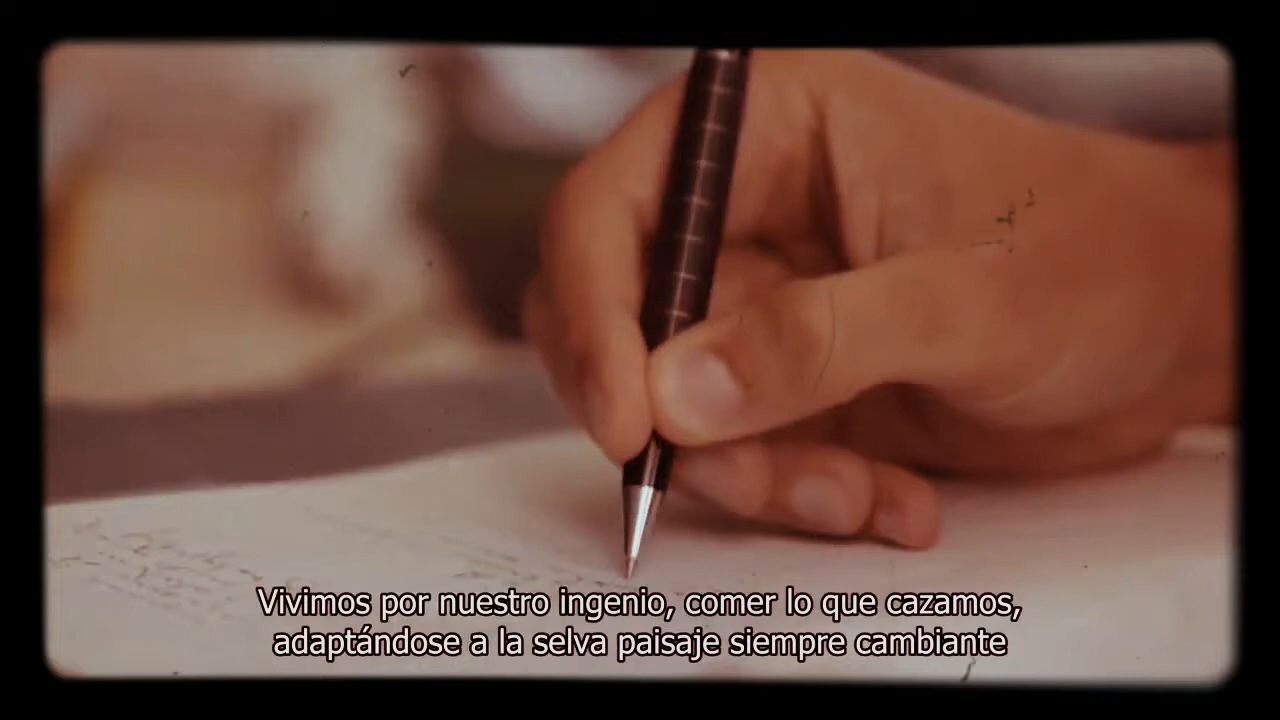 Vivimos por nuestro ingenio, comer lo que cazamos,
adaptándose a la selva paisaje siempre cambiante